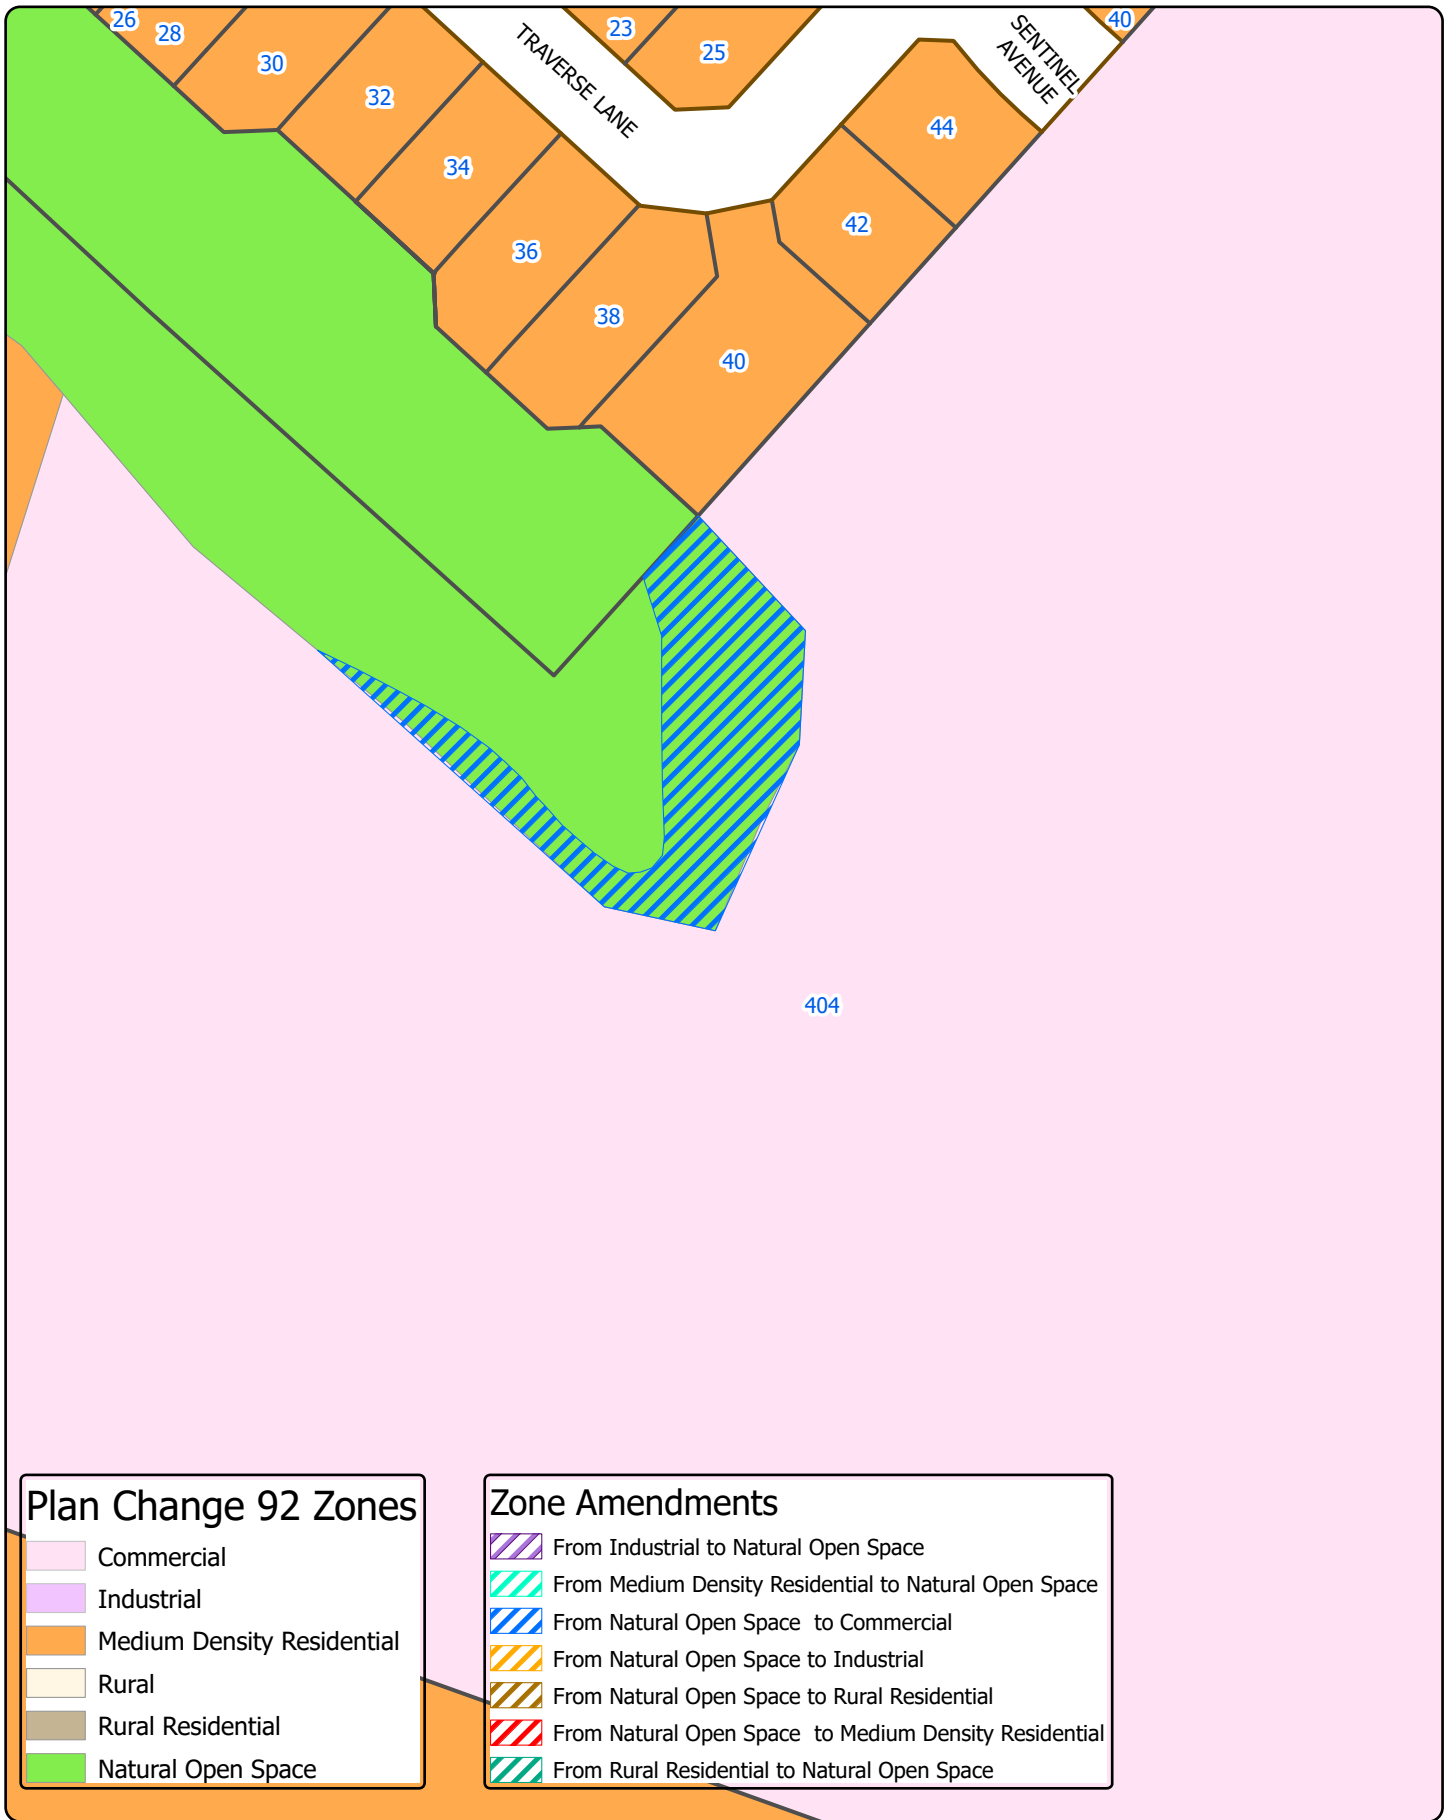 26
28
30
32
34
36
38
40
42
44
40
23
25
TRAVERSE LANE
SENTINEL
AVENUE
404
Plan Change 92 Zones
Commercial
Industrial
Medium Density Residential
Rural
Rural Residential
Natural Open Space
Zone Amendments
From Industrial to Natural Open Space
From Medium Density Residential to Natural Open Space
From Natural Open Space  to Commercial
From Natural Open Space to Industrial
From Natural Open Space to Rural Residential
From Natural Open Space  to Medium Density Residential
From Rural Residential to Natural Open Space